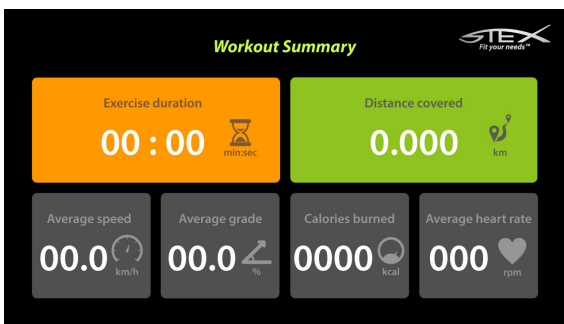 STEX
Fit your needs™
Workout Summary
Exercise duration
00 : 00
min:sec
Distance covered
0.000
km
Average speed
00.0
km/h
Average grade
00.0
%
Calories burned
0000
kcal
Average heart rate
000
rpm